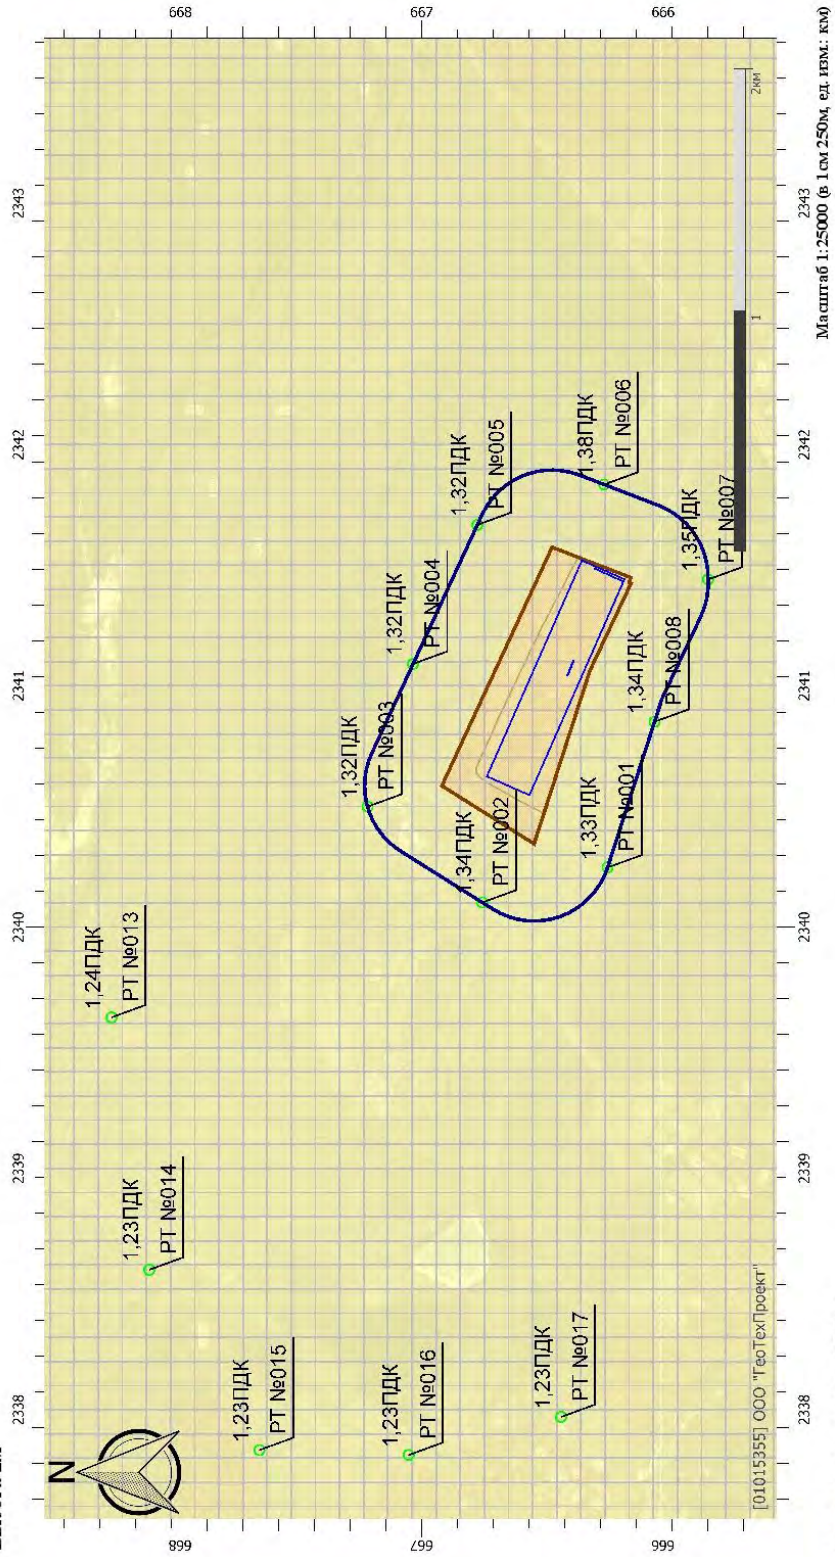 2338
2339
2340
2341
2342
2343
668
667
666
N
1,24ПДК
РТ №013
1,23ПДК
РТ №014
1,23ПДК
РТ №015
1,23ПДК
РТ №016
1,23ПДК
РТ №017
1,32ПДК
РТ №003
1,32ПДК
РТ №004
1,32ПДК
РТ №005
1,38ПДК
РТ №006
1,35ПДК
РТ №007
1,34ПДК
РТ №008
1,33ПДК
РТ №001
1,34ПДК
РТ №002
1
2км
[01015355] ООО "ГеоТехПроект"
668
667
666
2338
2339
2340
2341
2342
2343
Масштаб 1:25000 (в 1см 250м, ед. изм.: км)